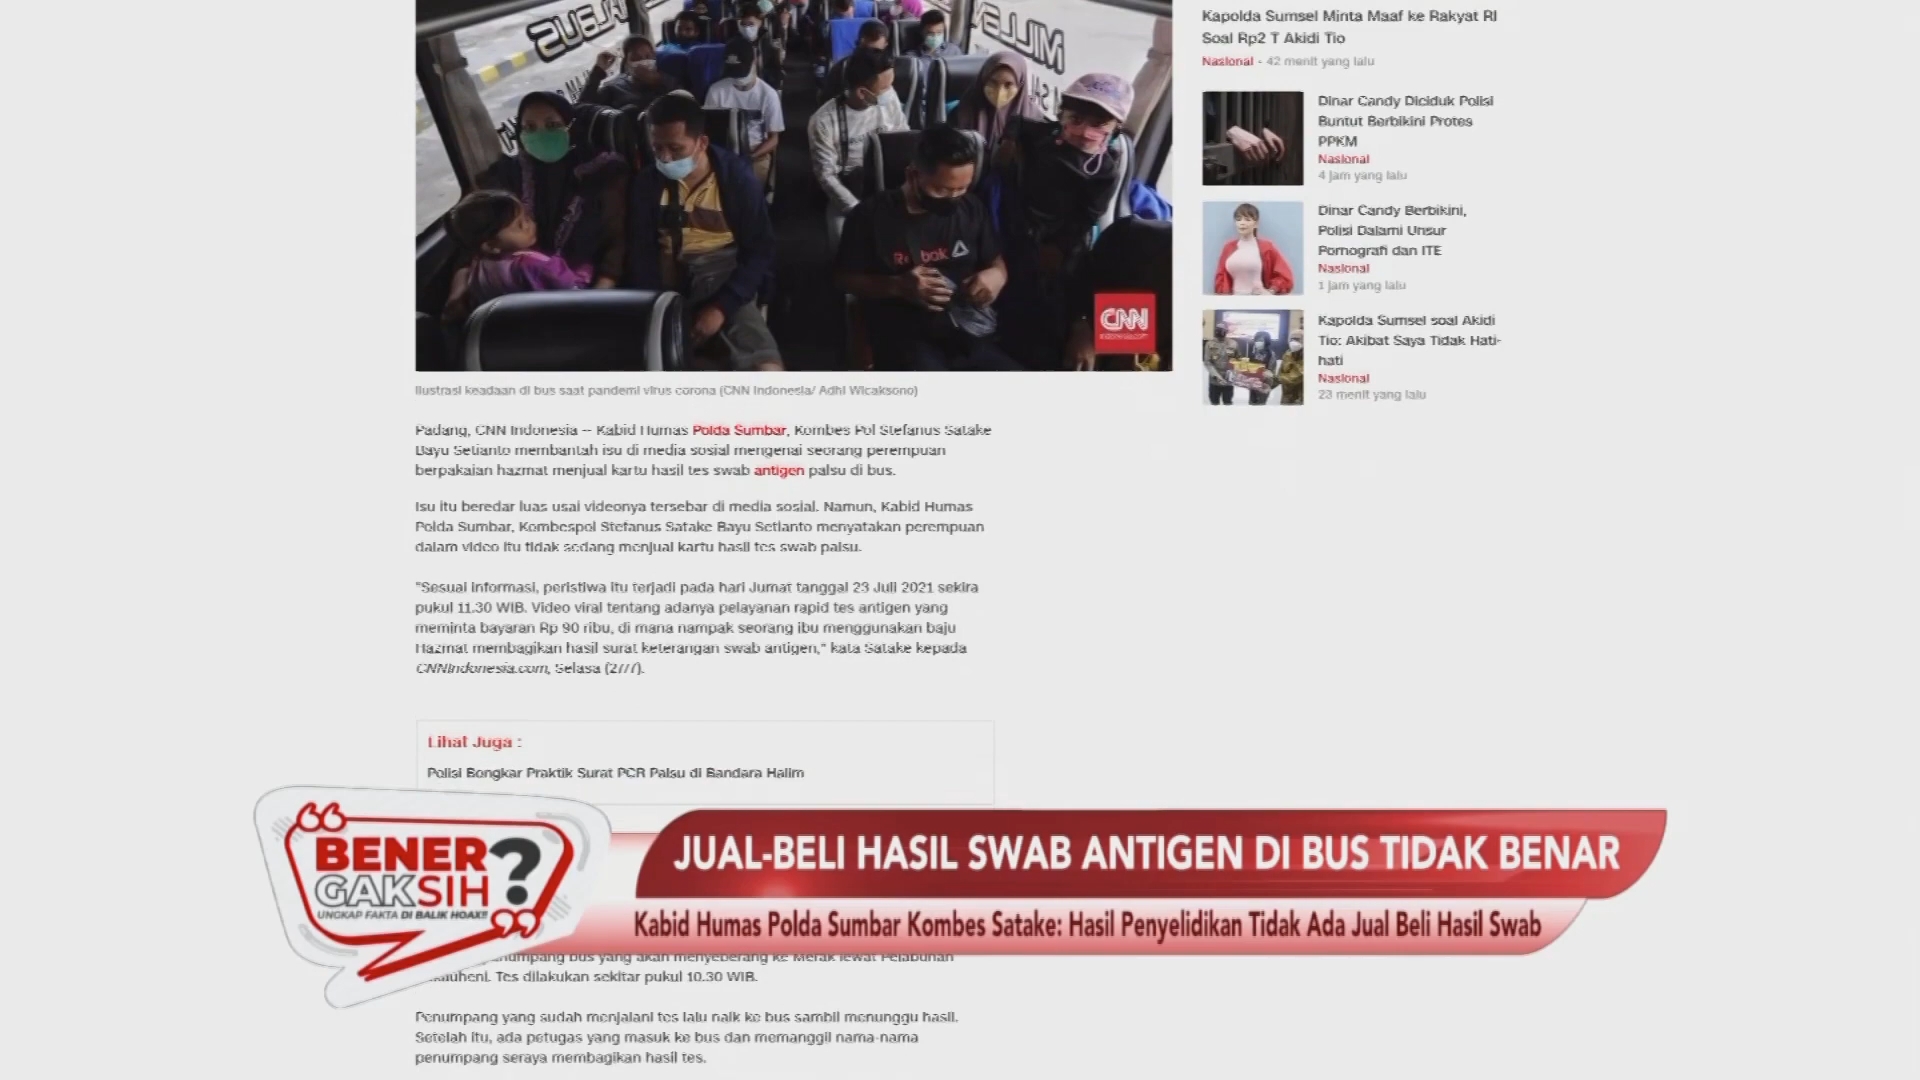 Kapolda Sumsel Minta Maaf ke Rakyat RI
Soal Rp2 T Akidi Tio
Nasional - 42 menit yang lalu
Dinar Candy Diciduk Polisi
Buntut Berbikini Protes
PPKM
Nasional
4 jam yang lalu
Dinar Candy Berbikini,
Polisi Dalami Unsur
Pornografi dan ITE
Nasional
1 jam yang lalu
Kapolda Sumsel soal Akidi
Tio: Akibat Saya Tidak Hati-
hati
Nasional
23 menit yang lalu
CNN
Indonesia.com
Ilustrasi keadaan di bus saat pandemi virus corona (CNN Indonesia/ Adhi Wicaksono)
Padang, CNN Indonesia -- Kabid Humas Polda Sumbar, Kombes Pol Stefanus Satake
Bayu Setianto membantah isu di media sosial mengenai seorang perempuan
berpakaian hazmat menjual kartu hasil tes swab antigen palsu di bus.
Isu itu beredar luas usai videonya tersebar di media sosial. Namun, Kabid Humas
Polda Sumbar, Kombespol Stefanus Satake Bayu Setianto menyatakan perempuan
dalam video itu tidak sedang menjual kartu hasil tes swab palsu.
"Sesuai informasi, peristiwa itu terjadi pada hari Jumat tanggal 23 Juli 2021 sekira
pukul 11.30 WIB. Video viral tentang adanya pelayanan rapid tes antigen yang
meminta bayaran Rp 90 ribu, di mana nampak seorang ibu menggunakan baju
Hazmat membagikan hasil surat keterangan swab antigen," kata Satake kepada
CNNIndonesia.com, Selasa (27/7).
Lihat Juga :
Polisi Bongkar Praktik Surat PCR Palsu di Bandara Halim
BENER
GAKSIH?
UNGKAP FAKTA DI BALIK HOAX!!
JUAL-BELI HASIL SWAB ANTIGEN DI BUS TIDAK BENAR
Kabid Humas Polda Sumbar Kombes Satake: Hasil Penyelidikan Tidak Ada Jual Beli Hasil Swab
bus yang akan menyeberang ke Merak lewat Pelabuhan
Tes dilakukan sekitar pukul 10.30 WIB.
Penumpang yang sudah menjalani tes lalu naik ke bus sambil menunggu hasil.
Setelah itu, ada petugas yang masuk ke bus dan memanggil nama-nama
penumpang seraya membagikan hasil tes.